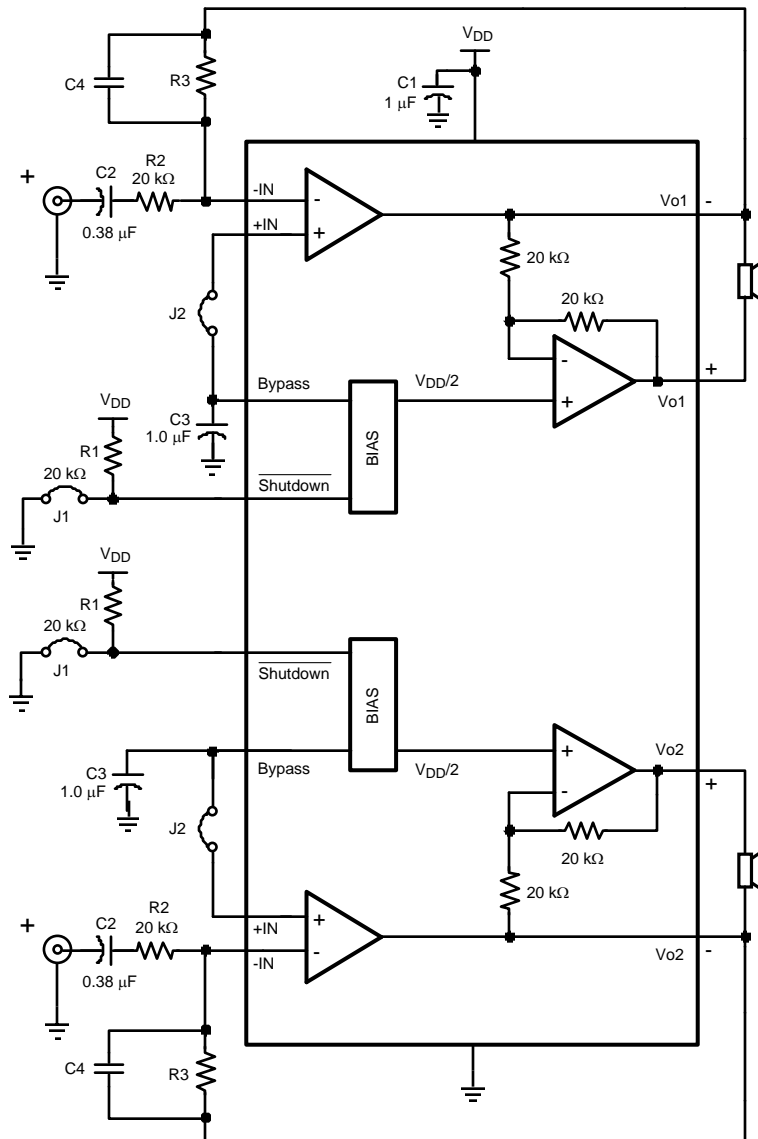 VDD
C4
R3
C1
1 μF
+
C2
R2
20 kΩ
0.38 μF
-IN
+IN
-
+
Vo1
-
20 kΩ
20 kΩ
J2
-
+
+
Vo1
Bypass
VDD/2
C3
1.0 μF
BIAS
VDD
R1
20 kΩ
J1
Shutdown
VDD
R1
20 kΩ
J1
Shutdown
BIAS
Bypass
VDD/2
C3
1.0 μF
+
-
Vo2
+
J2
20 kΩ
20 kΩ
+
C2
R2
20 kΩ
0.38 μF
+IN
-IN
+
-
Vo2
-
C4
R3